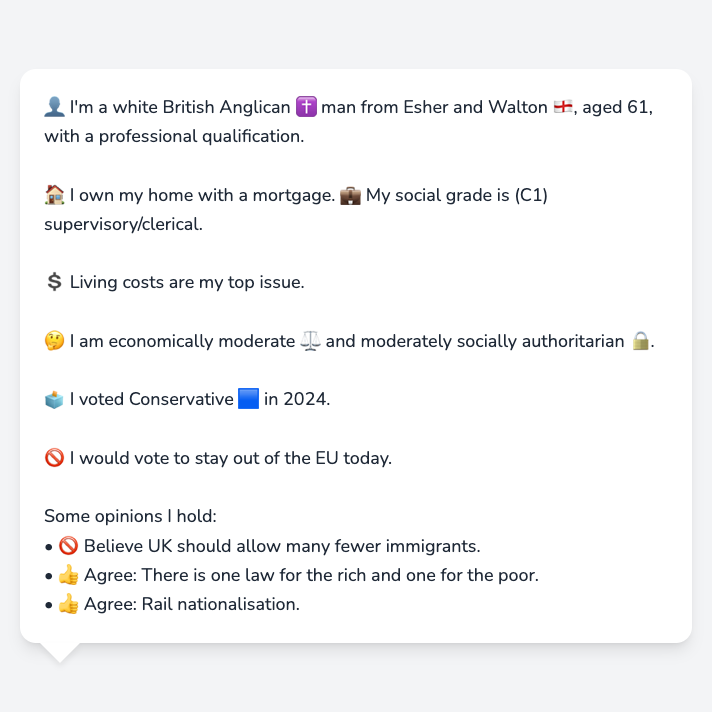 👤 I'm a white British Anglican ✝️ man from Esher and Walton 🏴󠁧󠁢󠁥󠁮󠁧󠁿, aged 61,
with a professional qualification.
🏠 I own my home with a mortgage. 💼 My social grade is (C1)
supervisory/clerical.
💲 Living costs are my top issue.
🤔 I am economically moderate ⚖️ and moderately socially authoritarian 🔒.
🗳️ I voted Conservative 🟦 in 2024.
🚫 I would vote to stay out of the EU today.
Some opinions I hold:
• 🚫 Believe UK should allow many fewer immigrants.
• 👍 Agree: There is one law for the rich and one for the poor.
• 👍 Agree: Rail nationalisation.